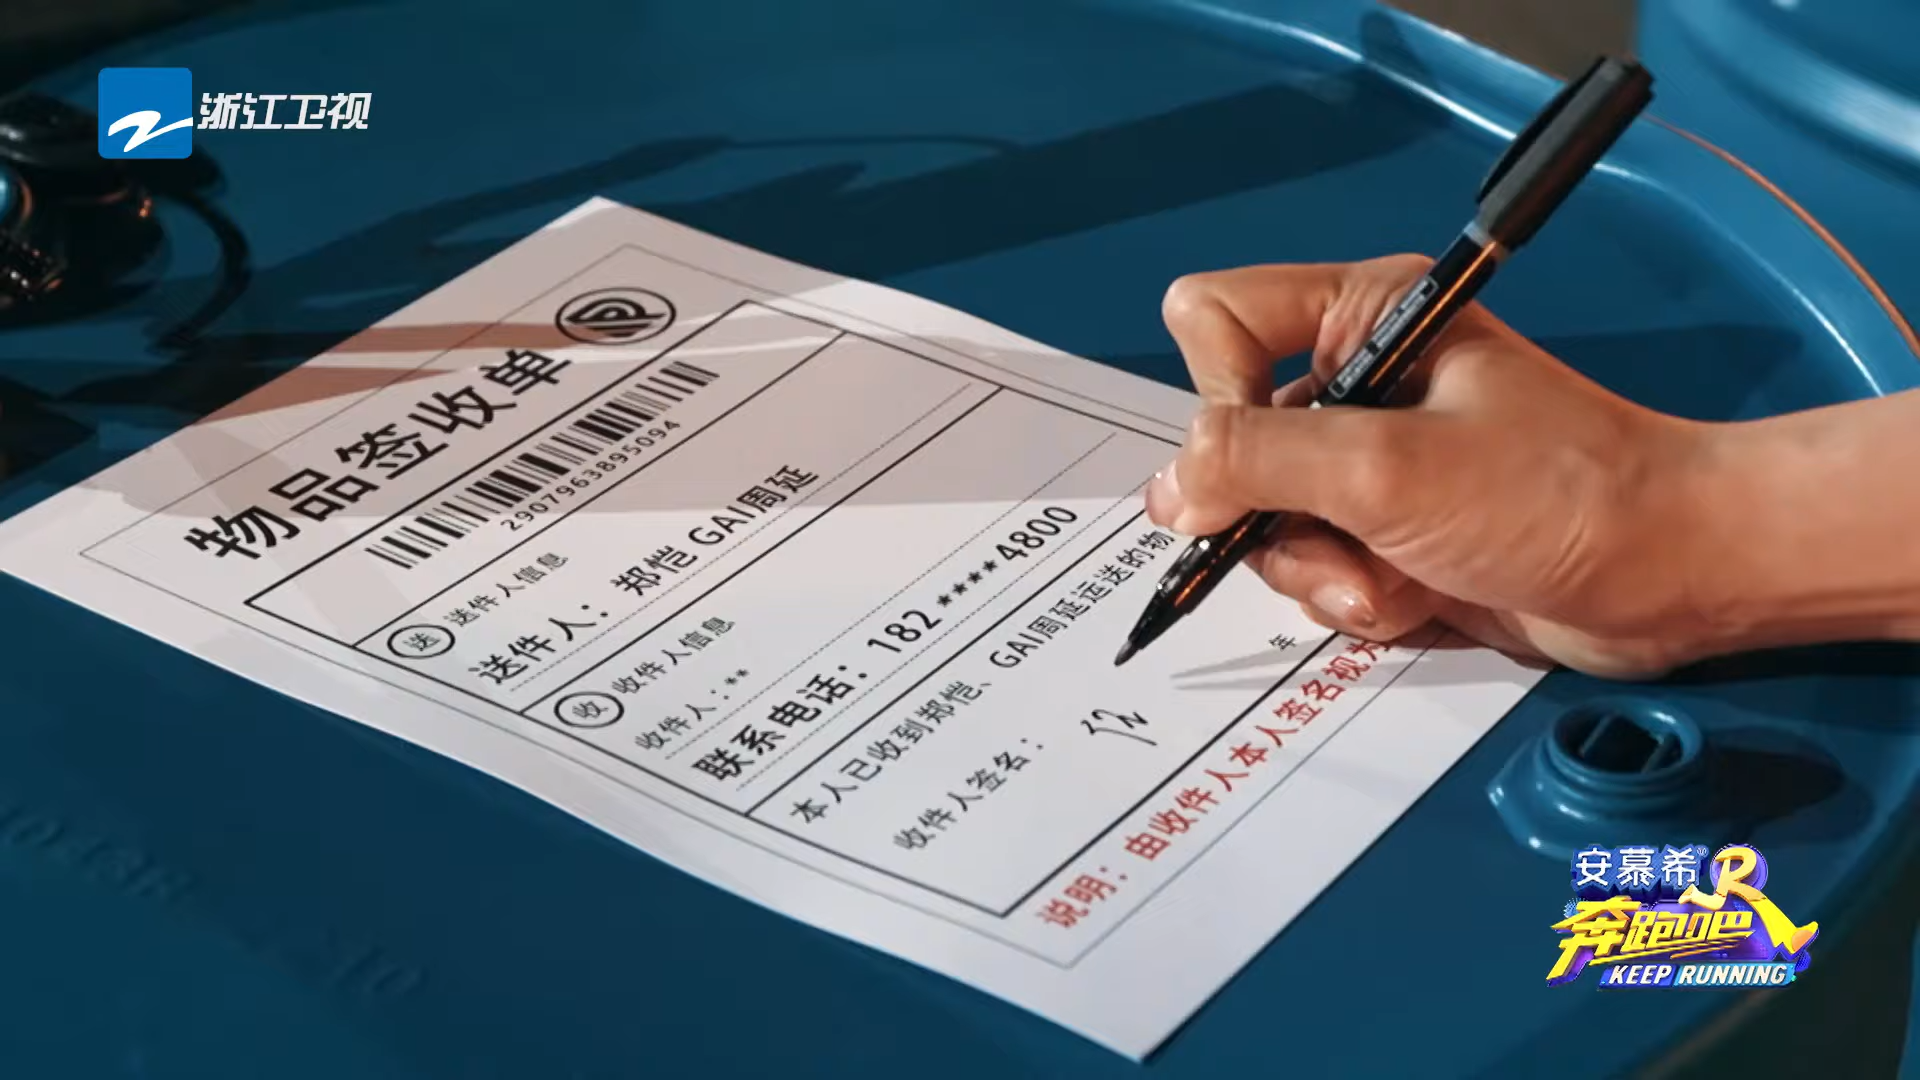 浙江卫视
物品签收单
2907963895094
送 送件人信息
送件人：郑恺 GAI周延
收 收件人信息
收件人：**
联系电话：182 **** 4800
本人已收到郑恺、GAI周延运送的物
年
收件人签名：
说明：由收件人本人签名视为
安慕希
奔跑吧
KEEP RUNNING